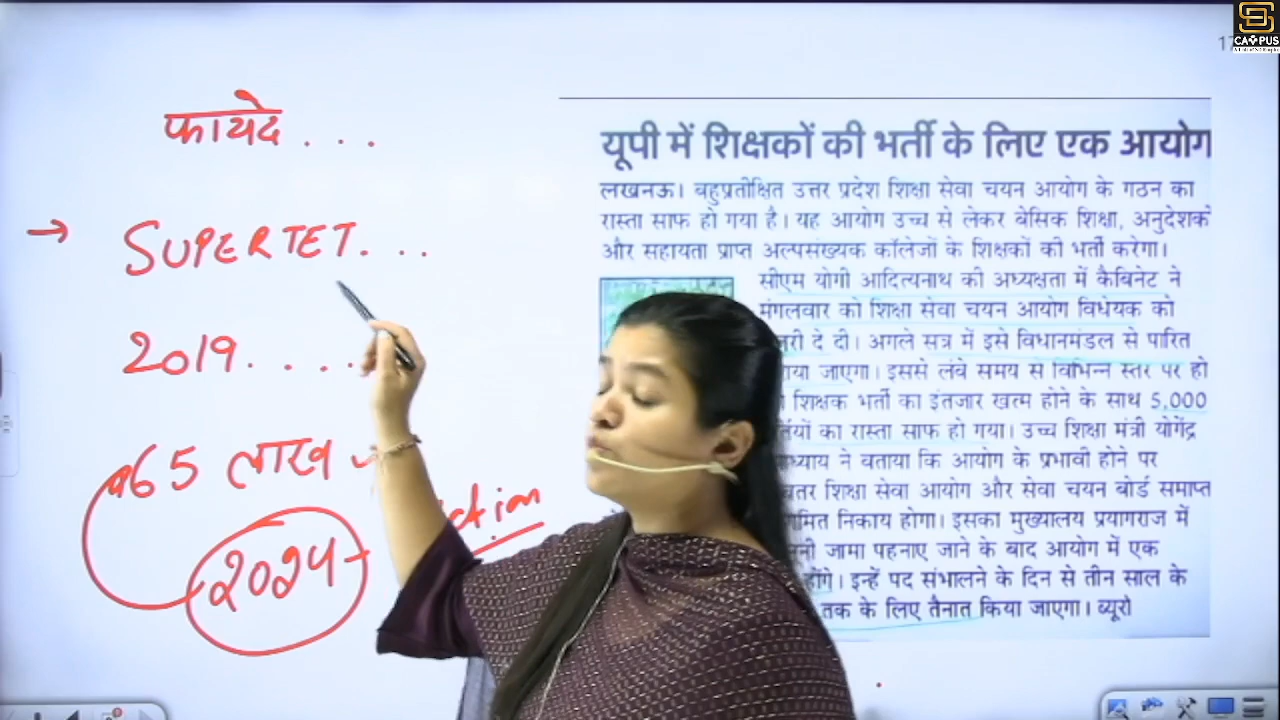 फायदे . . .
→ SUPERTET. . .
2019. . . . .
65 लाख
2024
यूपी में शिक्षकों की भर्ती के लिए एक आयोग
लखनऊ। बहुप्रतीक्षित उत्तर प्रदेश शिक्षा सेवा चयन आयोग के गठन का
रास्ता साफ हो गया है। यह आयोग उच्च से लेकर बेसिक शिक्षा, अनुदेशकों
और सहायता प्राप्त अल्पसंख्यक कॉलेजों के शिक्षकों की भर्ती करेगा।
सीएम योगी आदित्यनाथ की अध्यक्षता में कैबिनेट ने
मंगलवार को शिक्षा सेवा चयन आयोग विधेयक को
दे दी। अगले सत्र में इसे विधानमंडल से पारित
जाएगा। इससे लंबे समय से विभिन्न स्तर पर हो
शिक्षक भर्ती का इंतजार खत्म होने के साथ 5,000
का रास्ता साफ हो गया। उच्च शिक्षा मंत्री योगेंद्र
ने बताया कि आयोग के प्रभावी होने पर
शिक्षा सेवा आयोग और सेवा चयन बोर्ड समाप्त
निकाय होगा। इसका मुख्यालय प्रयागराज में
जामा पहनाए जाने के बाद आयोग में एक
होंगे। इन्हें पद संभालने के दिन से तीन साल के
तक के लिए तैनात किया जाएगा। ब्यूरो
CAMPUS